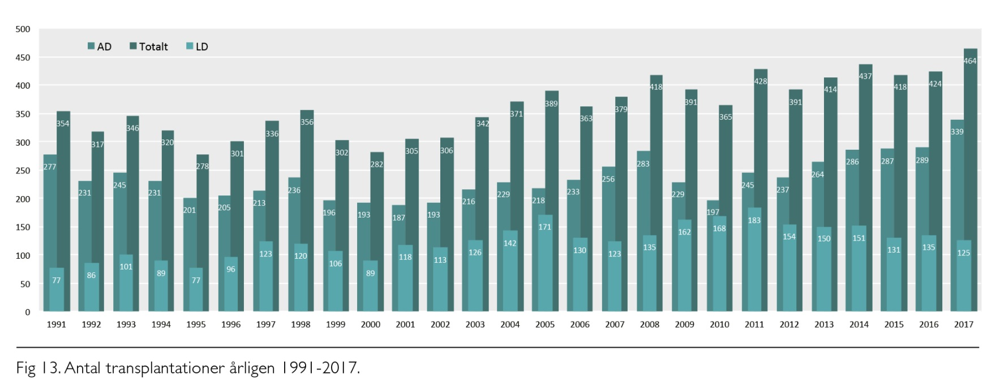 500
AD Totalt LD
450
400
350
300
250
200
150
100
50
0
354 317 346 320 278 301 336 356 302 282 305 306 342 371 389 363 379 418 391 365 428 391 414 437 418 424 464
277 231 245 231 201 205 213 236 196 193 187 193 216 229 218 233 256 283 229 197 245 237 264 286 287 289 339
77 86 101 89 77 96 123 120 106 89 118 113 126 142 171 130 123 135 162 168 183 154 150 151 131 135 125
1991 1992 1993 1994 1995 1996 1997 1998 1999 2000 2001 2002 2003 2004 2005 2006 2007 2008 2009 2010 2011 2012 2013 2014 2015 2016 2017
Fig 13. Antal transplantationer årligen 1991-2017.